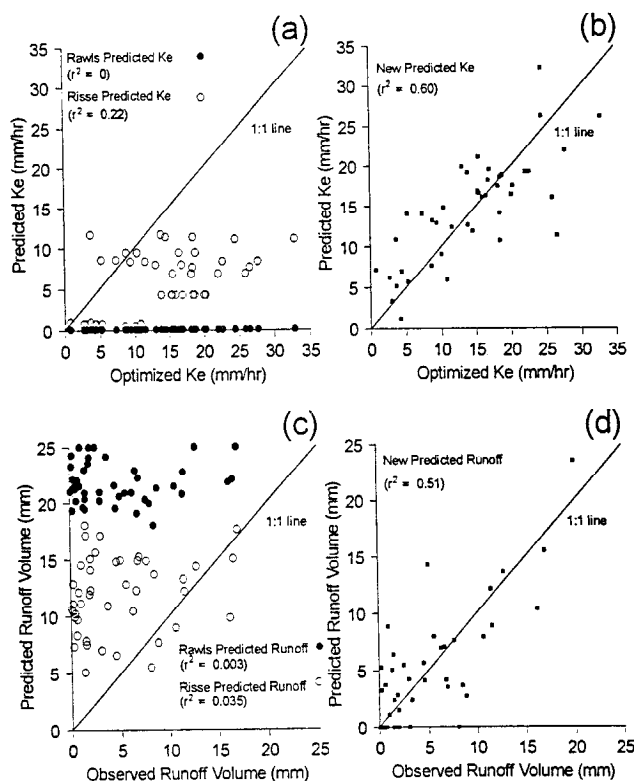 (a)
Rawls Predicted Ke
(r² = 0)
Risse Predicted Ke
(r² = 0.22)
1:1 line
35
30
25
20
15
10
5
0
Predicted Ke (mm/hr)
0 5 10 15 20 25 30 35
Optimized Ke (mm/hr)
(b)
New Predicted Ke
(r² = 0.60)
1:1 line
35
30
25
20
15
10
5
0
Predicted Ke (mm/hr)
0 5 10 15 20 25 30 35
Optimized Ke (mm/hr)
(c)
1:1 line
Rawls Predicted Runoff
(r² = 0.003)
Risse Predicted Runoff
(r² = 0.035)
25
20
15
10
5
0
Predicted Runoff Volume (mm)
0 5 10 15 20 25
Observed Runoff Volume (mm)
(d)
New Predicted Runoff
(r² = 0.51)
1:1 line
25
20
15
10
5
0
Predicted Runoff Volume (mm)
0 5 10 15 20 25
Observed Runoff Volume (mm)